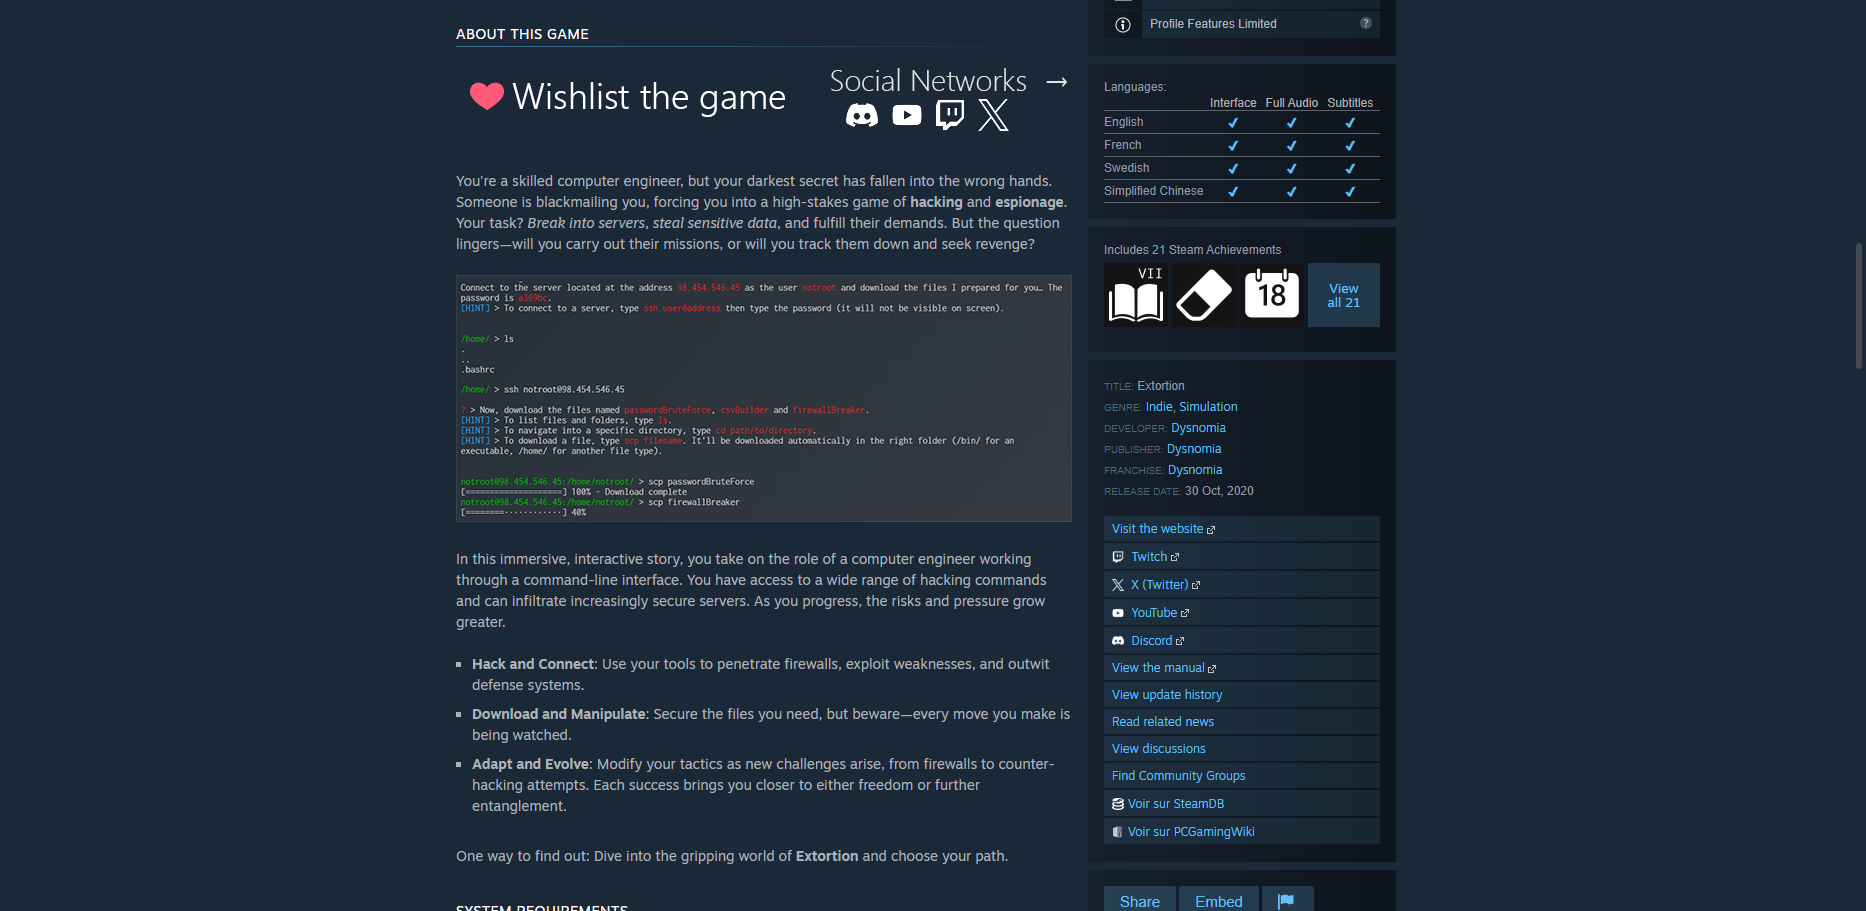 ABOUT THIS GAME
Wishlist the game
Social Networks →
You're a skilled computer engineer, but your darkest secret has fallen into the wrong hands.
Someone is blackmailing you, forcing you into a high-stakes game of hacking and espionage.
Your task? Break into servers, steal sensitive data, and fulfill their demands. But the question
lingers—will you carry out their missions, or will you track them down and seek revenge?
Connect to the server located at the address 98.454.546.45 as the user notroot and download the files I prepared for you… The
password is a369bc.
[HINT] > To connect to a server, type ssh user@address then type the password (it will not be visible on screen).
/home/ > ls
.
..
.bashrc
/home/ > ssh notroot@98.454.546.45
? > Now, download the files named passwordBruteForce, csvBuilder and firewallBreaker.
[HINT] > To list files and folders, type ls.
[HINT] > To navigate into a specific directory, type cd path/to/directory.
[HINT] > To download a file, type scp filename. It'll be downloaded automatically in the right folder (/bin/ for an
executable, /home/ for another file type).
notroot@98.454.546.45:/home/notroot/ > scp passwordBruteForce
[====================] 100% - Download complete
notroot@98.454.546.45:/home/notroot/ > scp firewallBreaker
[========············] 40%
In this immersive, interactive story, you take on the role of a computer engineer working
through a command-line interface. You have access to a wide range of hacking commands
and can infiltrate increasingly secure servers. As you progress, the risks and pressure grow
greater.
▪ Hack and Connect: Use your tools to penetrate firewalls, exploit weaknesses, and outwit
defense systems.
▪ Download and Manipulate: Secure the files you need, but beware—every move you make is
being watched.
▪ Adapt and Evolve: Modify your tactics as new challenges arise, from firewalls to counter-
hacking attempts. Each success brings you closer to either freedom or further
entanglement.
One way to find out: Dive into the gripping world of Extortion and choose your path.
SYSTEM REQUIREMENTS
Profile Features Limited ?
Languages:
Interface Full Audio Subtitles
English ✔ ✔ ✔
French ✔ ✔ ✔
Swedish ✔ ✔ ✔
Simplified Chinese ✔ ✔ ✔
Includes 21 Steam Achievements
VII
18
View
all 21
TITLE: Extortion
GENRE: Indie, Simulation
DEVELOPER: Dysnomia
PUBLISHER: Dysnomia
FRANCHISE: Dysnomia
RELEASE DATE: 30 Oct, 2020
Visit the website
Twitch
X (Twitter)
YouTube
Discord
View the manual
View update history
Read related news
View discussions
Find Community Groups
Voir sur SteamDB
Voir sur PCGamingWiki
Share Embed